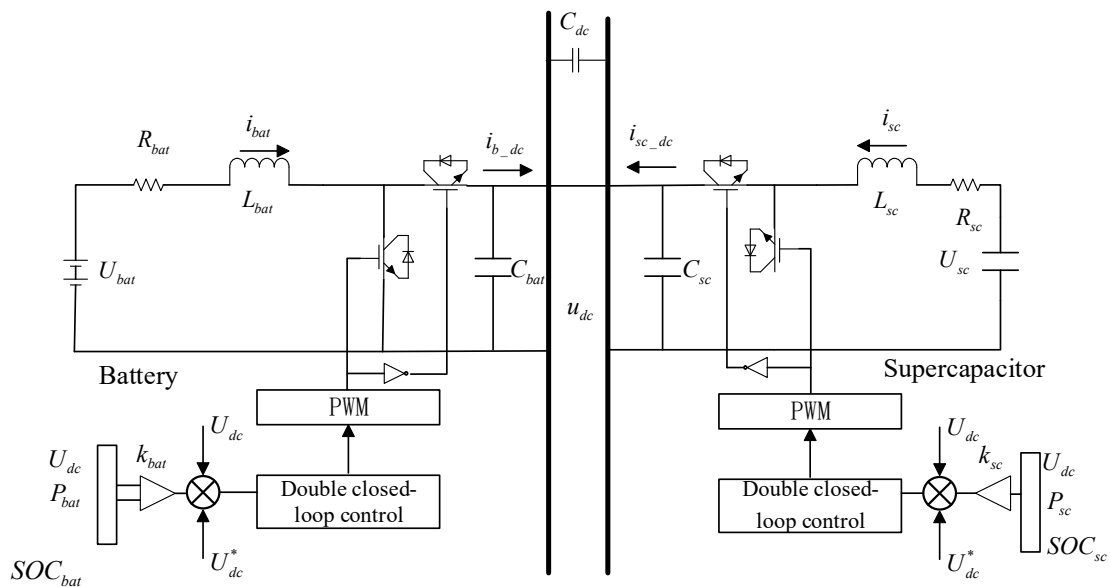 C_dc
i_bat
i_b_dc
i_sc_dc
i_sc
R_bat
L_bat
L_sc
R_sc
U_bat
C_bat
C_sc
U_sc
u_dc
Battery
Supercapacitor
PWM
PWM
U_dc
U_dc
U_dc
k_bat
k_sc
U_dc
P_bat
Double closed-
loop control
Double closed-
loop control
P_sc
SOC_bat
U*_dc
U*_dc
SOC_sc